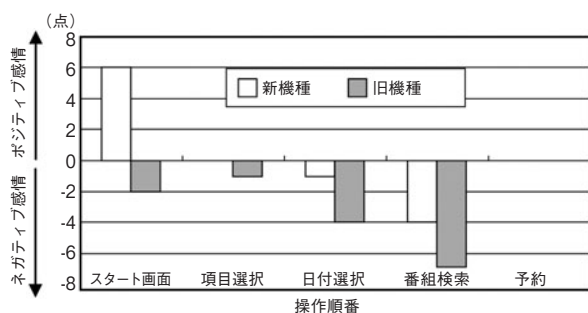 （点）
8
6
4
2
0
-2
-4
-6
-8
ポジティブ感情
ネガティブ感情
新機種 旧機種
スタート画面 項目選択 日付選択 番組検索 予約
操作順番